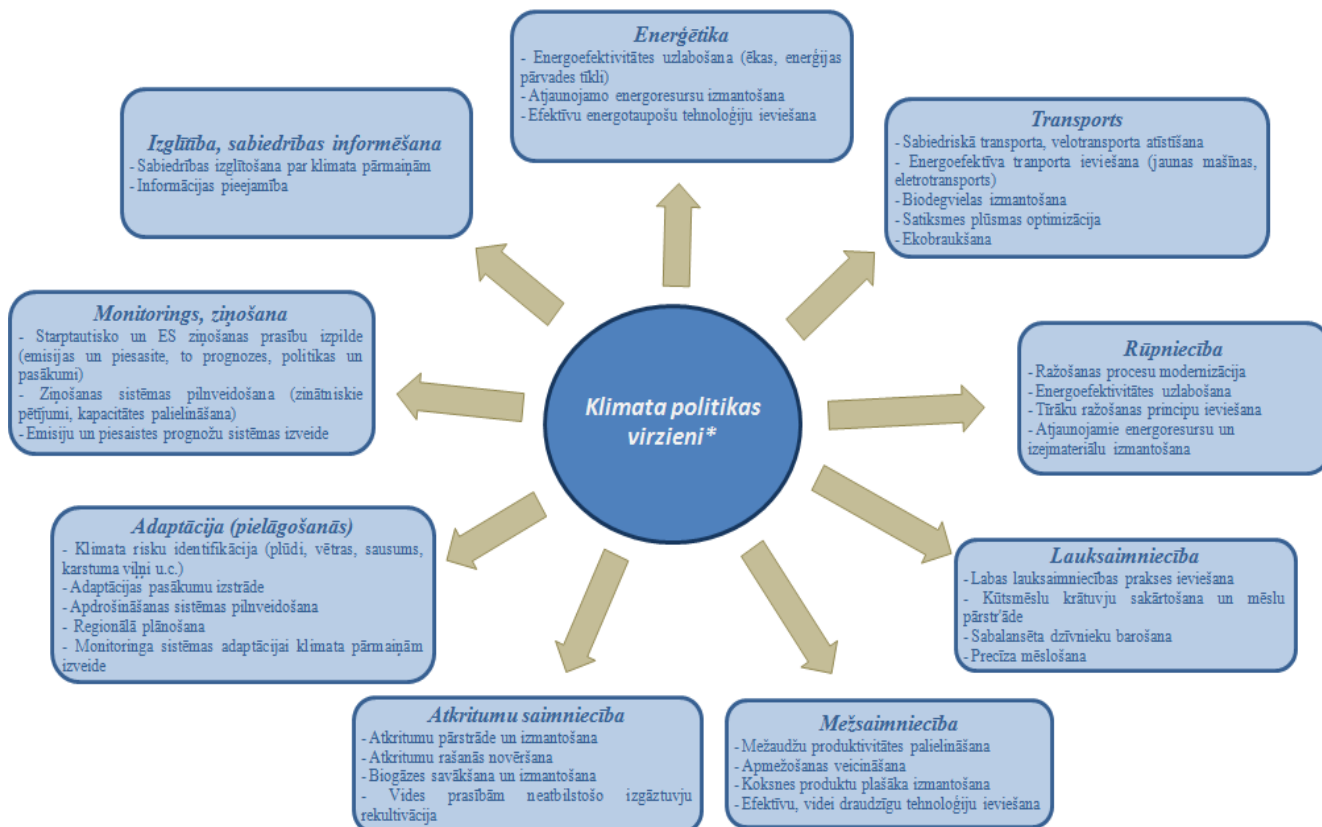 Enerģētika
- Energoefektivitātes uzlabošana (ēkas, enerģijas
pārvades tīkli)
- Atjaunojamo energoresursu izmantošana
- Efektīvu energotaupošu tehnoloģiju ieviešana
Transports
- Sabiedriskā transporta, velotransporta atīstīšana
- Energoefektīva tranporta ieviešana (jaunas mašīnas,
eletrotransports)
- Biodegvielas izmantošana
- Satiksmes plūsmas optimizācija
- Ekobraukšana
Rūpniecība
- Ražošanas procesu modernizācija
- Energoefektivitātes uzlabošana
- Tīrāku ražošanas principu ieviešana
- Atjaunojamie energoresursu un
izejmateriālu izmantošana
Lauksaimniecība
- Labas lauksaimniecības prakses ieviešana
- Kūtsmēslu krātuvju sakārtošana un mēslu
pārstr'āde
- Sabalansēta dzīvnieku barošana
- Precīza mēslošana
Mežsaimniecība
- Mežaudžu produktivitātes palielināšana
- Apmežošanas veicināšana
- Koksnes produktu plašāka izmantošana
- Efektīvu, videi draudzīgu tehnoloģiju ieviešana
Atkritumu saimniecība
- Atkritumu pārstrāde un izmantošana
- Atkritumu rašanās novēršana
- Biogāzes savākšana un izmantošana
- Vides prasībām neatbilstošo izgāztuvju
rekultivācija
Adaptācija (pielāgošanās)
- Klimata risku identifikācija (plūdi, vētras, sausums,
karstuma viļņi u.c.)
- Adaptācijas pasākumu izstrāde
- Apdrošināšanas sistēmas pilnveidošana
- Regionālā plānošana
- Monitoringa sistēmas adaptācijai klimata pārmaiņām
izveide
Monitorings, ziņošana
- Starptautisko un ES ziņošanas prasību izpilde
(emisijas un piesasite, to prognozes, politikas un
pasākumi)
- Ziņošanas sistēmas pilnveidošana (zinātniskie
pētījumi, kapacitātes palielināšana)
- Emisiju un piesaistes prognožu sistēmas izveide
Izglītība, sabiedrības informēšana
- Sabiedrības izglītošana par klimata pārmaiņām
- Informācijas pieejamība
Klimata politikas
virzieni*